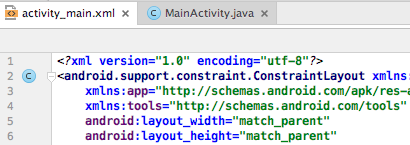 activity_main.xml MainActivity.java
1 <?xml version="1.0" encoding="utf-8"?>
2 C <android.support.constraint.ConstraintLayout xmlns:
3 xmlns:app="http://schemas.android.com/apk/res-a
4 xmlns:tools="http://schemas.android.com/tools"
5 android:layout_width="match_parent"
6 android:layout_height="match_parent"